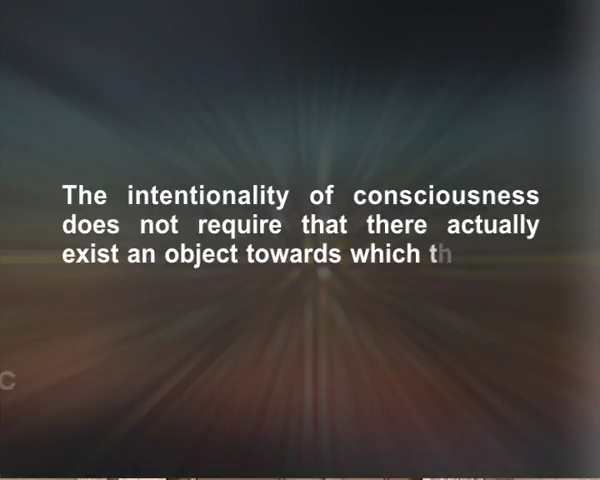 The intentionality of consciousness
does not require that there actually
exist an object towards which th
C